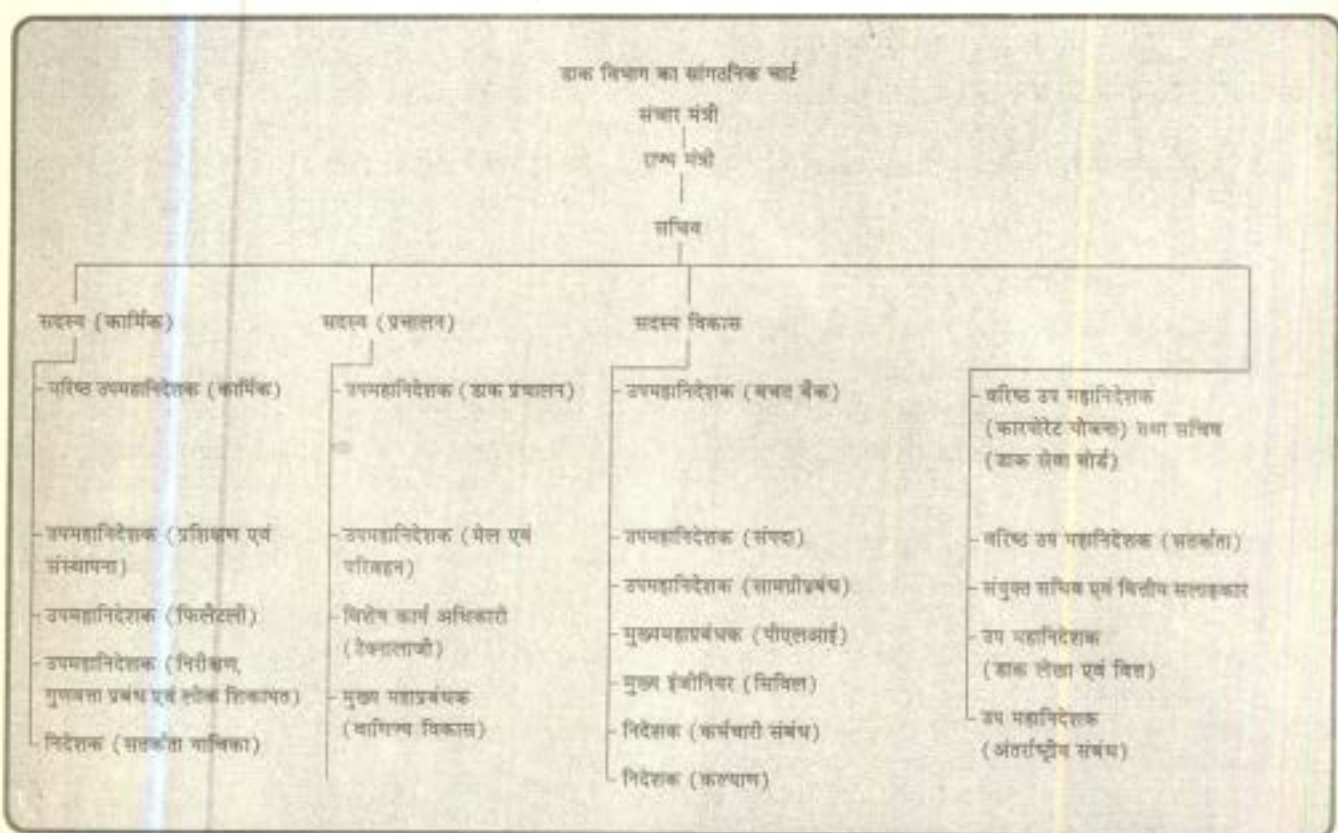 डाक विभाग का सांगठनिक चार्ट
संचार मंत्री
राज्य मंत्री
सचिव
सदस्य (कार्मिक)
वरिष्ठ उपमहानिदेशक (कार्मिक)
उपमहानिदेशक (प्रशिक्षण एवं
संस्थापना)
उपमहानिदेशक (फिलैटली)
उपमहानिदेशक (निरीक्षण,
गुणवत्ता प्रबंध एवं लोक शिकायत)
निदेशक (सतर्कता याचिका)
सदस्य (प्रचालन)
उपमहानिदेशक (डाक प्रचालन)
उपमहानिदेशक (मेल एवं
परिवहन)
विशेष कार्य अधिकारी
(टेक्नालाजी)
मुख्य महाप्रबंधक
(वाणिज्य विकास)
सदस्य विकास
उपमहानिदेशक (बचत बैंक)
उपमहानिदेशक (संपदा)
उपमहानिदेशक (सामग्रीप्रबंध)
मुख्यमहाप्रबंधक (पीएलआई)
मुख्य इंजीनियर (सिविल)
निदेशक (कर्मचारी संबंध)
निदेशक (कल्याण)
वरिष्ठ उप महानिदेशक
(कारपोरेट योजना) तथा सचिव
(डाक सेवा बोर्ड)
वरिष्ठ उप महानिदेशक (सतर्कता)
संयुक्त सचिव एवं वित्तीय सलाहकार
उप महानिदेशक
(डाक लेखा एवं वित्त)
उप महानिदेशक
(अंतर्राष्ट्रीय संबंध)